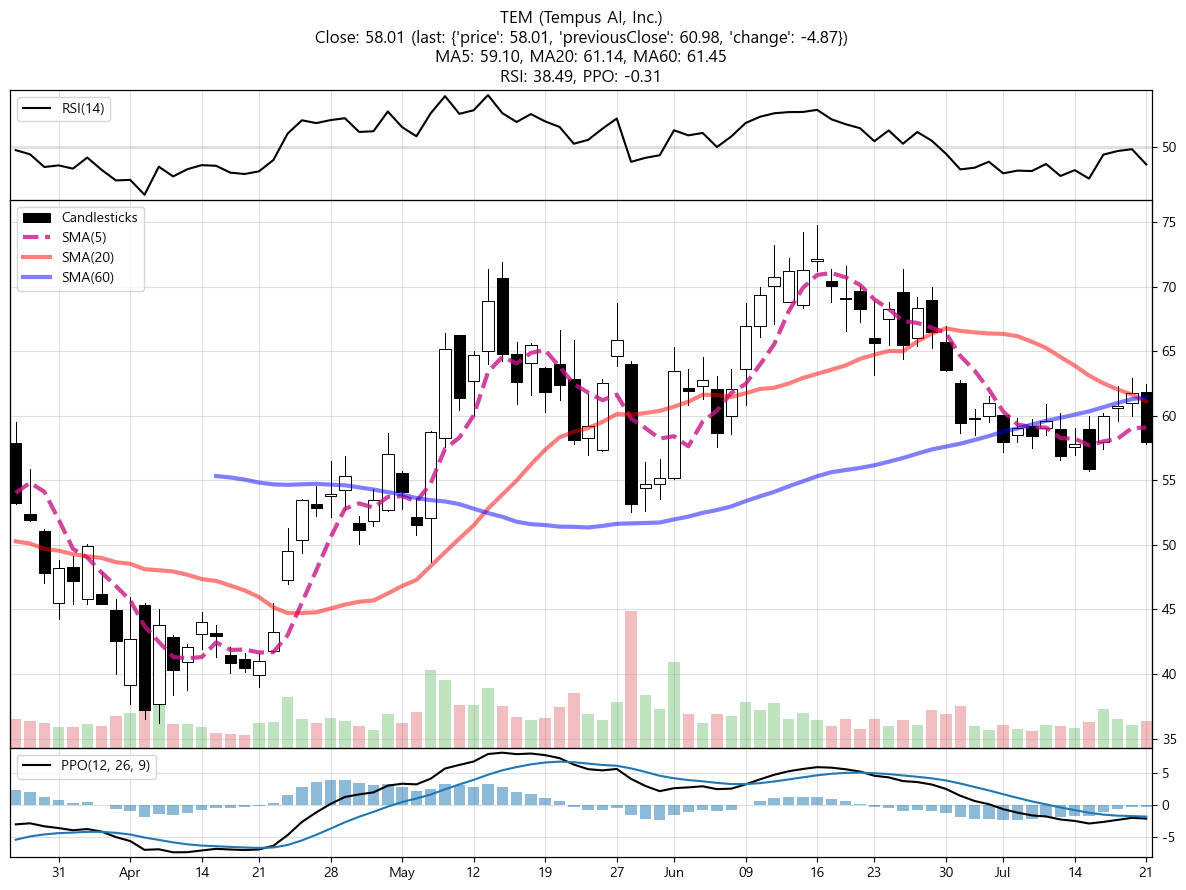 TEM (Tempus AI, Inc.)
Close: 58.01 (last: {'price': 58.01, 'previousClose': 60.98, 'change': -4.87})
MA5: 59.10, MA20: 61.14, MA60: 61.45
RSI: 38.49, PPO: -0.31
RSI(14)
50
Candlesticks
SMA(5)
SMA(20)
SMA(60)
75
70
65
60
55
50
45
40
35
PPO(12, 26, 9)
5
0
-5
31 Apr 14 21 28 May 12 19 27 Jun 09 16 23 30 Jul 14 21